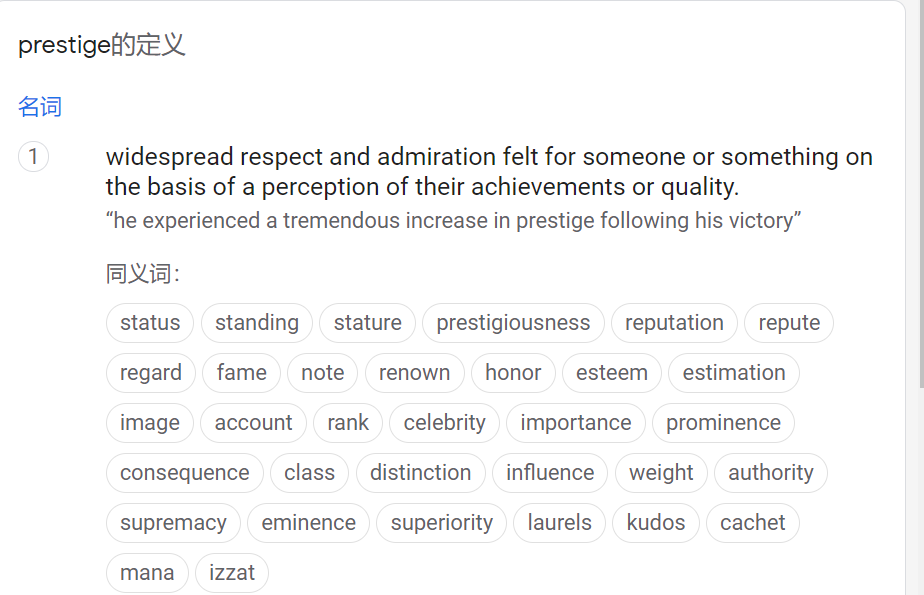 prestige的定义
名词
1
widespread respect and admiration felt for someone or something on
the basis of a perception of their achievements or quality.
“he experienced a tremendous increase in prestige following his victory”
同义词：
status standing stature prestigiousness reputation repute
regard fame note renown honor esteem estimation
image account rank celebrity importance prominence
consequence class distinction influence weight authority
supremacy eminence superiority laurels kudos cachet
mana izzat